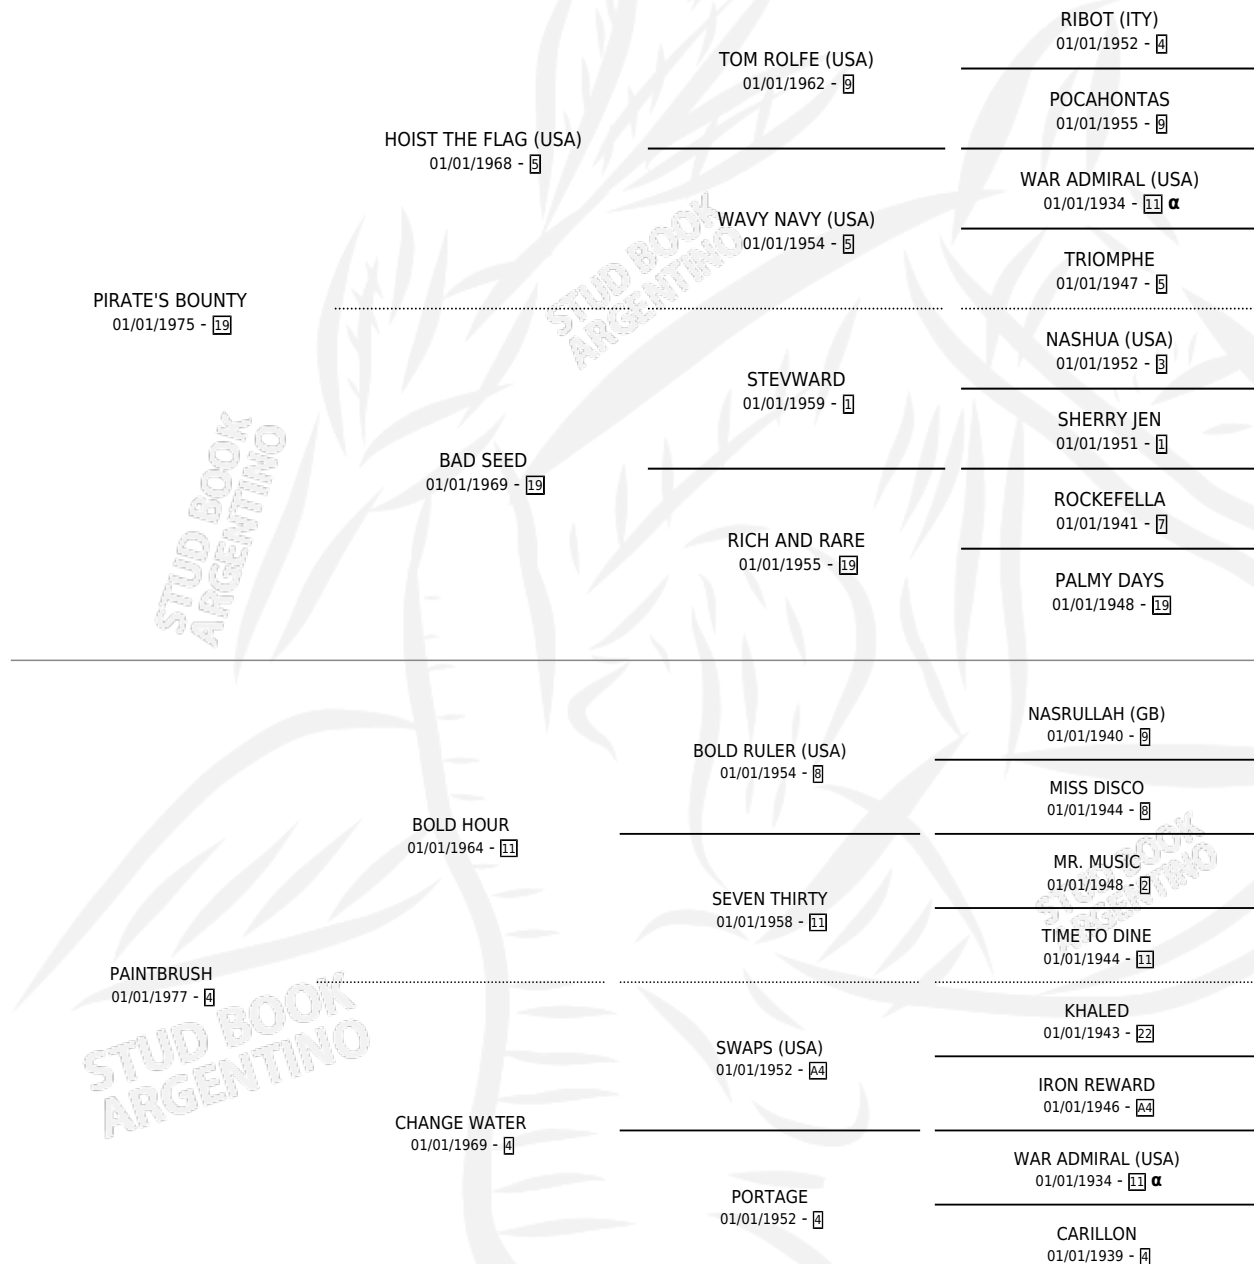 RIBOT (ITY)
01/01/1952 - 4
TOM ROLFE (USA)
01/01/1962 - 9
POCAHONTAS
01/01/1955 - 9
HOIST THE FLAG (USA)
01/01/1968 - 5
WAR ADMIRAL (USA)
01/01/1934 - 11 α
WAVY NAVY (USA)
01/01/1954 - 5
TRIOMPHE
01/01/1947 - 5
STUD BOOK
ARGENTINO
PIRATE'S BOUNTY
01/01/1975 - 19
NASHUA (USA)
01/01/1952 - 3
STEVWARD
01/01/1959 - 1
SHERRY JEN
01/01/1951 - 1
BAD SEED
01/01/1969 - 19
ROCKEFELLA
01/01/1941 - 7
RICH AND RARE
01/01/1955 - 19
PALMY DAYS
01/01/1948 - 19
STUD BOOK
ARGENTINO
NASRULLAH (GB)
01/01/1940 - 9
BOLD RULER (USA)
01/01/1954 - 8
MISS DISCO
01/01/1944 - 8
BOLD HOUR
01/01/1964 - 11
MR. MUSIC
01/01/1948 - 2
SEVEN THIRTY
01/01/1958 - 11
TIME TO DINE
01/01/1944 - 11
STUD BOOK
ARGENTINO
PAINTBRUSH
01/01/1977 - 4
KHALED
01/01/1943 - 22
SWAPS (USA)
01/01/1952 - A4
IRON REWARD
01/01/1946 - A4
CHANGE WATER
01/01/1969 - 4
WAR ADMIRAL (USA)
01/01/1934 - 11 α
PORTAGE
01/01/1952 - 4
CARILLON
01/01/1939 - 4
STUD BOOK
ARGENTINO